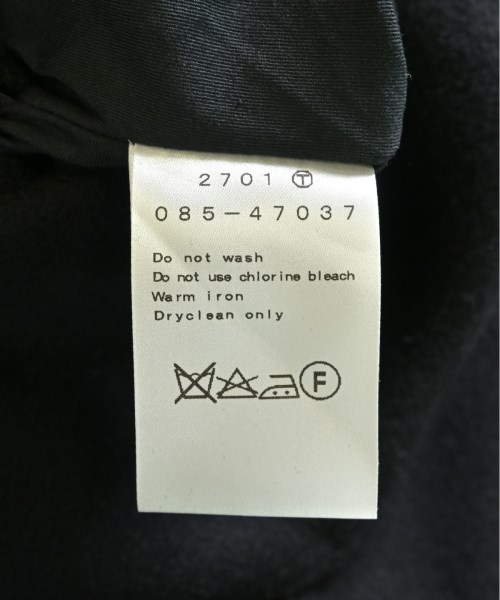 2701 Ⓣ
085-47037
Do not wash
Do not use chlorine bleach
Warm iron
Dryclean only
F